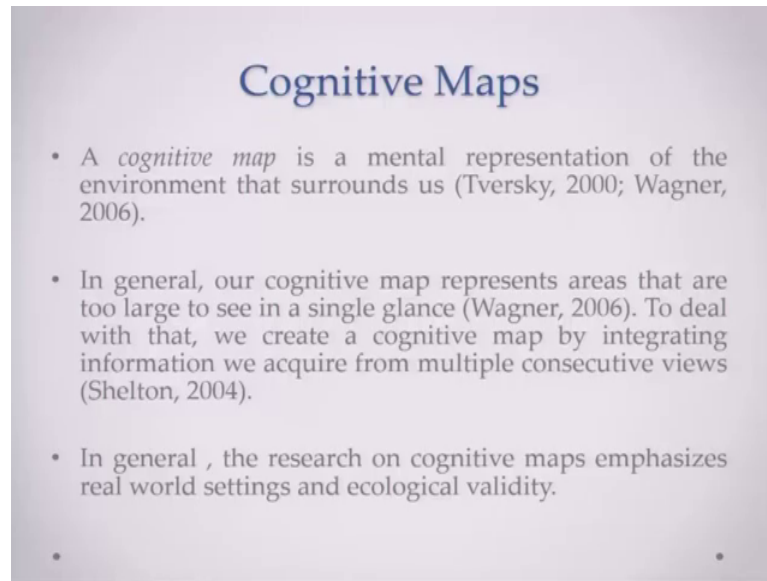 Cognitive Maps
• A cognitive map is a mental representation of the
environment that surrounds us (Tversky, 2000; Wagner,
2006).
• In general, our cognitive map represents areas that are
too large to see in a single glance (Wagner, 2006). To deal
with that, we create a cognitive map by integrating
information we acquire from multiple consecutive views
(Shelton, 2004).
• In general , the research on cognitive maps emphasizes
real world settings and ecological validity.